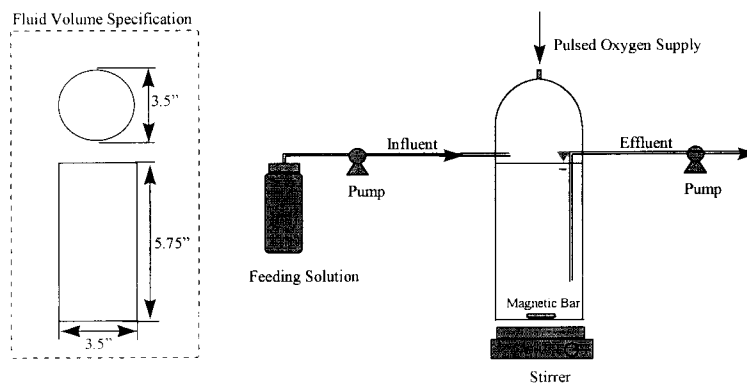 Fluid Volume Specification
3.5”
5.75”
3.5”
Pulsed Oxygen Supply
Influent
Effluent
Pump
Pump
Feeding Solution
Magnetic Bar
Stirrer